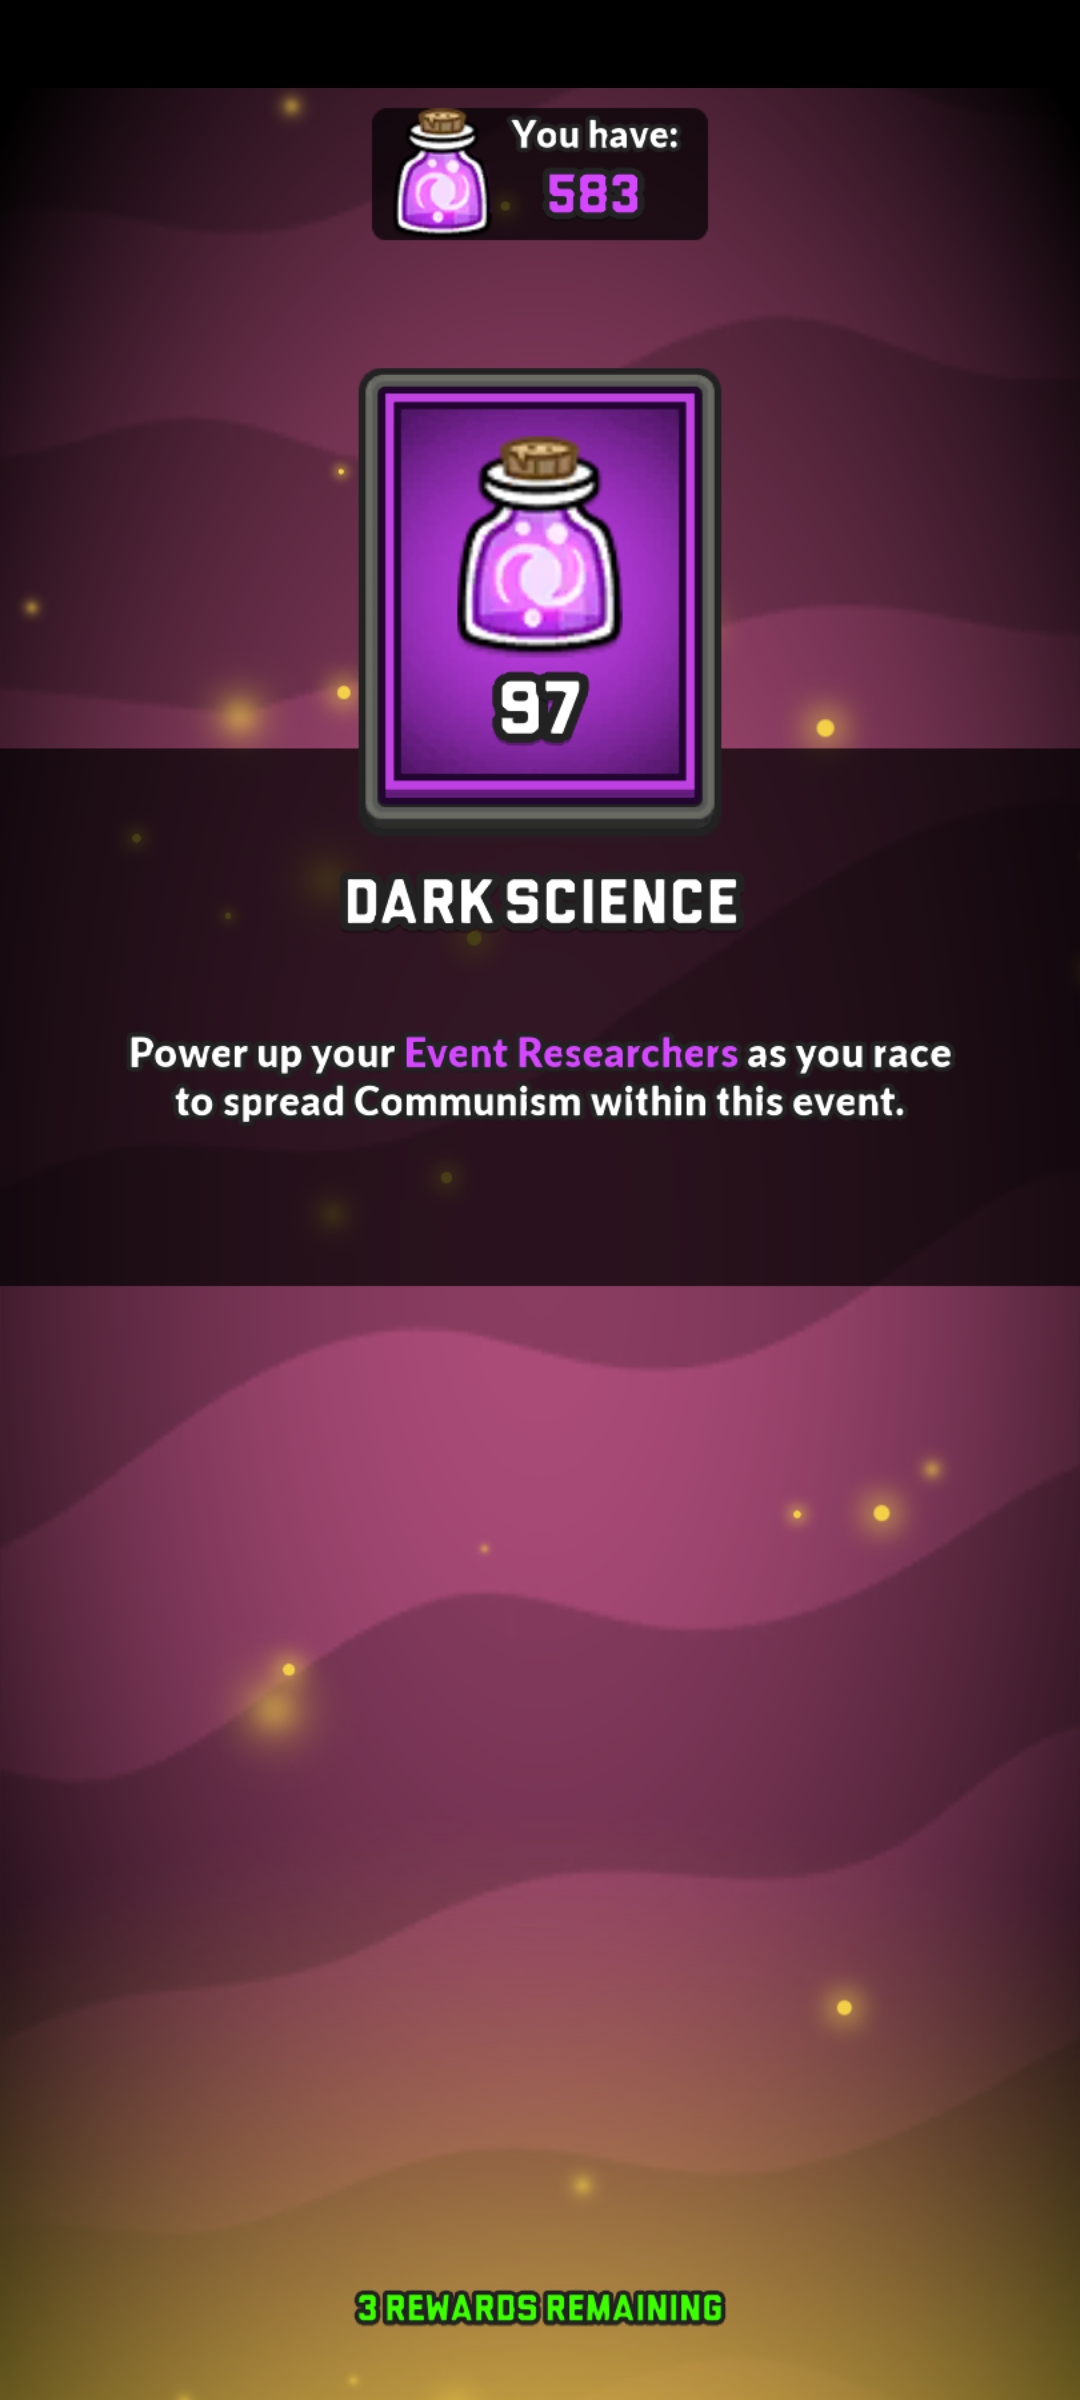 You have:
583
97
DARK SCIENCE
Power up your Event Researchers as you race
to spread Communism within this event.
3 REWARDS REMAINING